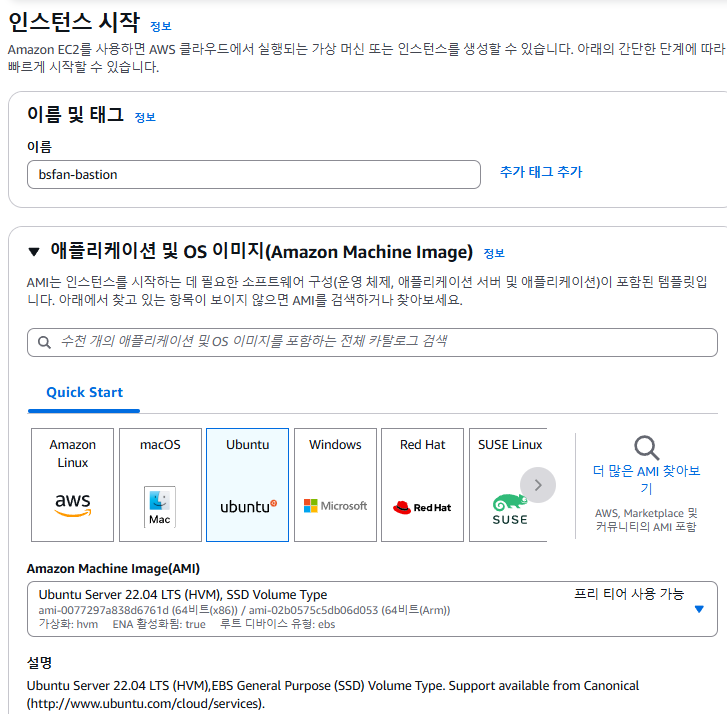 인스턴스 시작 정보
Amazon EC2를 사용하면 AWS 클라우드에서 실행되는 가상 머신 또는 인스턴스를 생성할 수 있습니다. 아래의 간단한 단계에 따라
빠르게 시작할 수 있습니다.
이름 및 태그 정보
이름
bsfan-bastion
추가 태그 추가
애플리케이션 및 OS 이미지(Amazon Machine Image) 정보
AMI는 인스턴스를 시작하는 데 필요한 소프트웨어 구성(운영 체제, 애플리케이션 서버 및 애플리케이션)이 포함된 템플릿입
니다. 아래에서 찾고 있는 항목이 보이지 않으면 AMI를 검색하거나 찾아보세요.
수천 개의 애플리케이션 및 OS 이미지를 포함하는 전체 카탈로그 검색
Quick Start
Amazon
Linux
aws
macOS
Mac
Ubuntu
ubuntu
Windows
Microsoft
Red Hat
Red Hat
SUSE Linux
SUSE
더 많은 AMI 찾아보
기
AWS, Marketplace 및
커뮤니티의 AMI 포함
Amazon Machine Image(AMI)
Ubuntu Server 22.04 LTS (HVM), SSD Volume Type
프리 티어 사용 가능
ami-0077297a838d6761d (64비트(x86)) / ami-02b0575c5db06d053 (64비트(Arm))
가상화: hvm ENA 활성화됨: true 루트 디바이스 유형: ebs
설명
Ubuntu Server 22.04 LTS (HVM),EBS General Purpose (SSD) Volume Type. Support available from Canonical
(http://www.ubuntu.com/cloud/services).